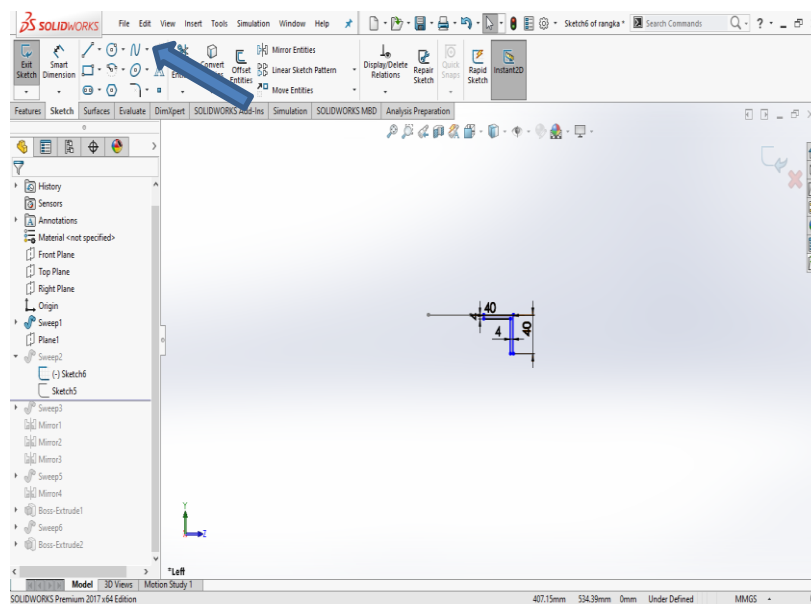 SOLIDWORKS File Edit View Insert Tools Simulation Window Help Sketch6 of rangka * Search Commands
Exit Sketch
Smart Dimension
Convert
Offset Entities
Mirror Entities
Linear Sketch Pattern
Move Entities
Display/Delete Relations
Repair Sketch
Quick Snaps
Rapid Sketch
Instant2D
Features Sketch Surfaces Evaluate DimXpert SOLIDWORKS Add-Ins Simulation SOLIDWORKS MBD Analysis Preparation
History
Sensors
Annotations
Material <not specified>
Front Plane
Top Plane
Right Plane
Origin
Sweep1
Plane1
Sweep2
(-) Sketch6
Sketch5
Sweep3
Mirror1
Mirror2
Mirror3
Sweep5
Mirror4
Boss-Extrude1
Sweep6
Boss-Extrude2
40
4
4
40
Y
Z
*Left
Model 3D Views Motion Study 1
SOLIDWORKS Premium 2017 x64 Edition 407.15mm 534.39mm 0mm Under Defined MMGS